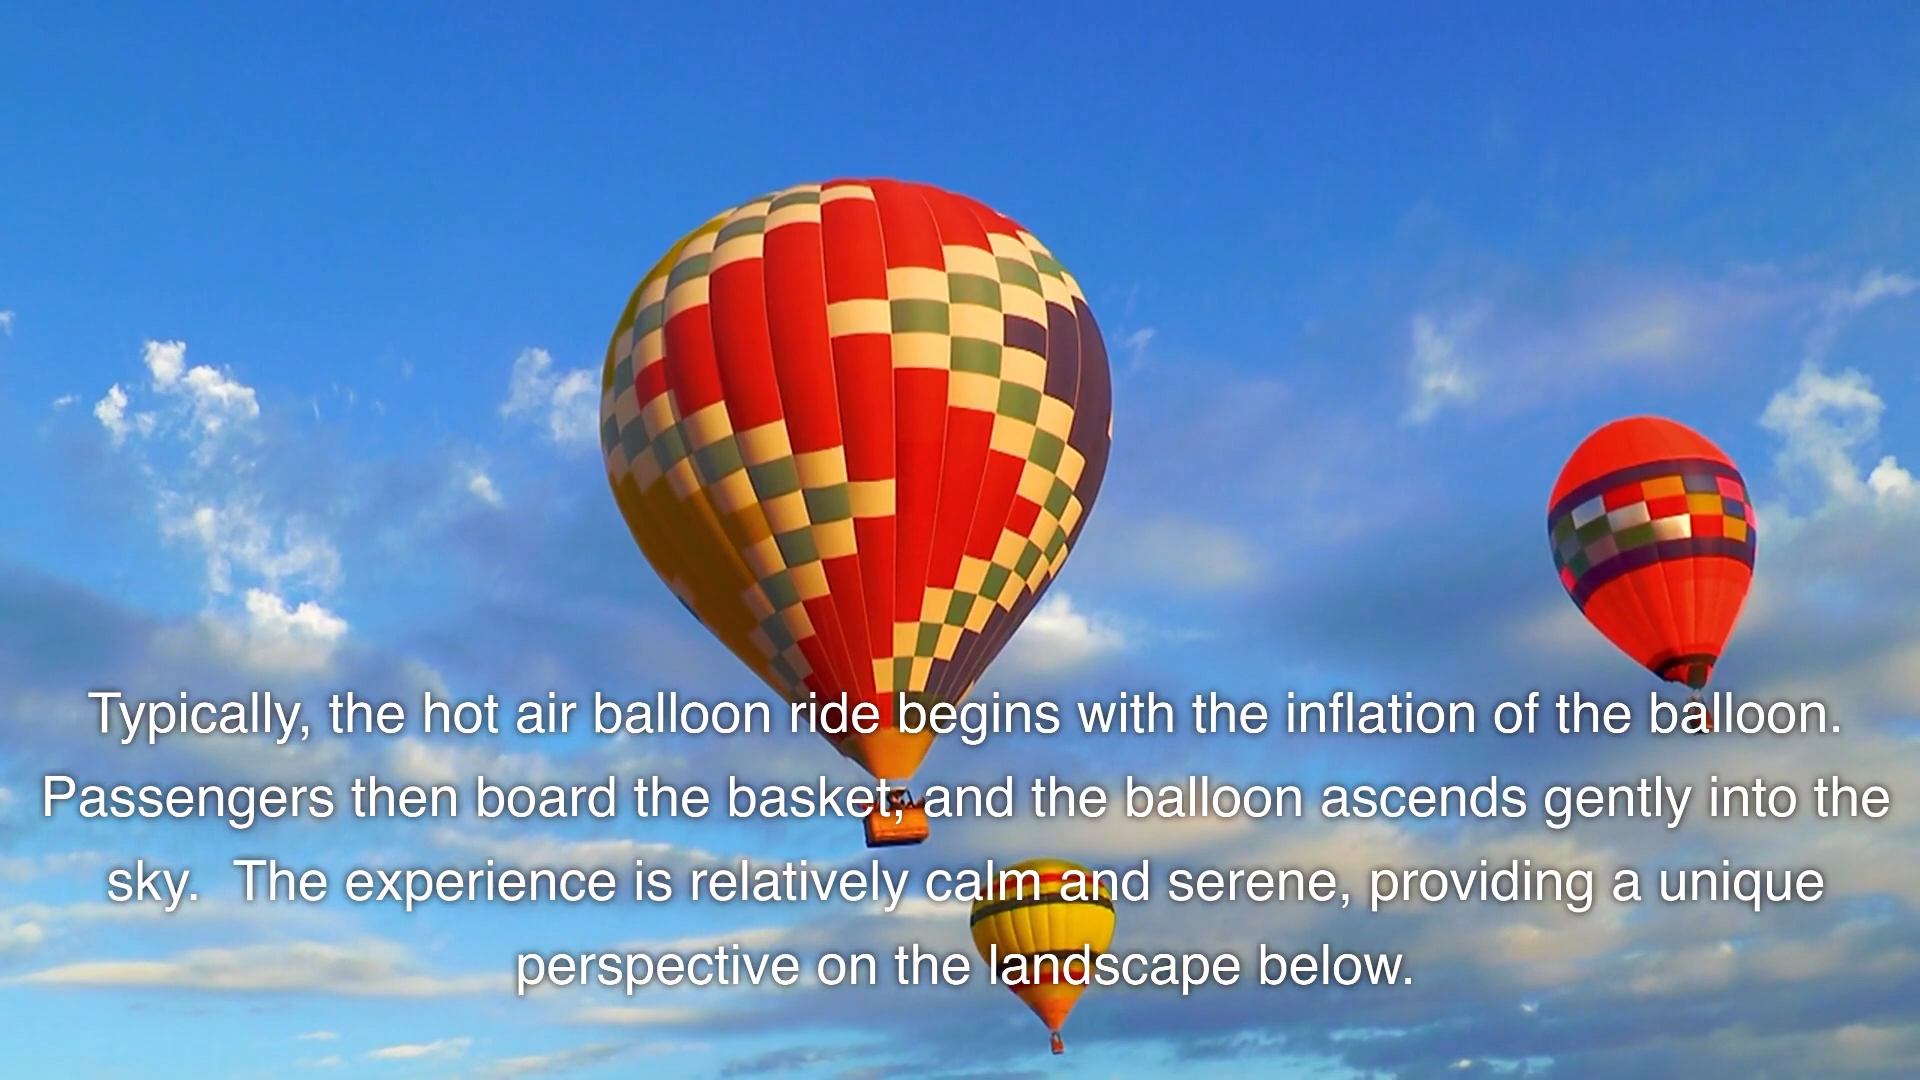 Typically, the hot air balloon ride begins with the inflation of the balloon.
Passengers then board the basket, and the balloon ascends gently into the
sky.  The experience is relatively calm and serene, providing a unique
perspective on the landscape below.